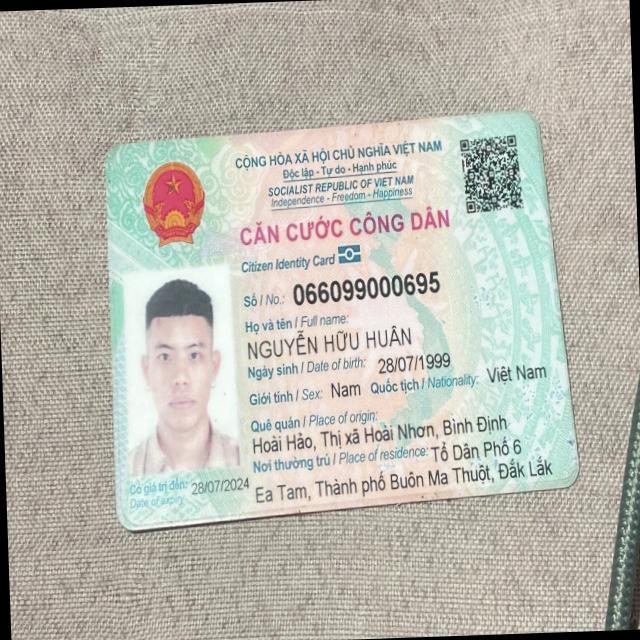 CỘNG HÒA XÃ HỘI CHỦ NGHĨA VIỆT NAM
Độc lập - Tự do - Hạnh phúc
SOCIALIST REPUBLIC OF VIET NAM
Independence - Freedom - Happiness
CĂN CƯỚC CÔNG DÂN
Citizen Identity Card
Số / No.: 066099000695
Họ và tên / Full name:
NGUYỄN HỮU HUÂN
Ngày sinh / Date of birth: 28/07/1999
Giới tính / Sex: Nam Quốc tịch / Nationality: Việt Nam
Quê quán / Place of origin:
Hoài Hảo, Thị xã Hoài Nhơn, Bình Định
Nơi thường trú / Place of residence: Tổ Dân Phố 6
Ea Tam, Thành phố Buôn Ma Thuột, Đắk Lắk
Có giá trị đến: 28/07/2024
Date of expiry: